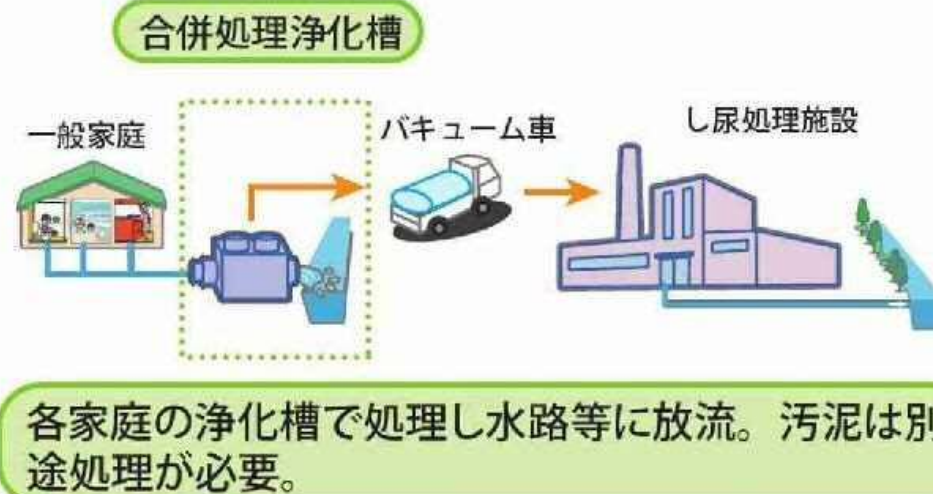 合併処理浄化槽
一般家庭
バキューム車
し尿処理施設
各家庭の浄化槽で処理し水路等に放流。汚泥は別
途処理が必要。